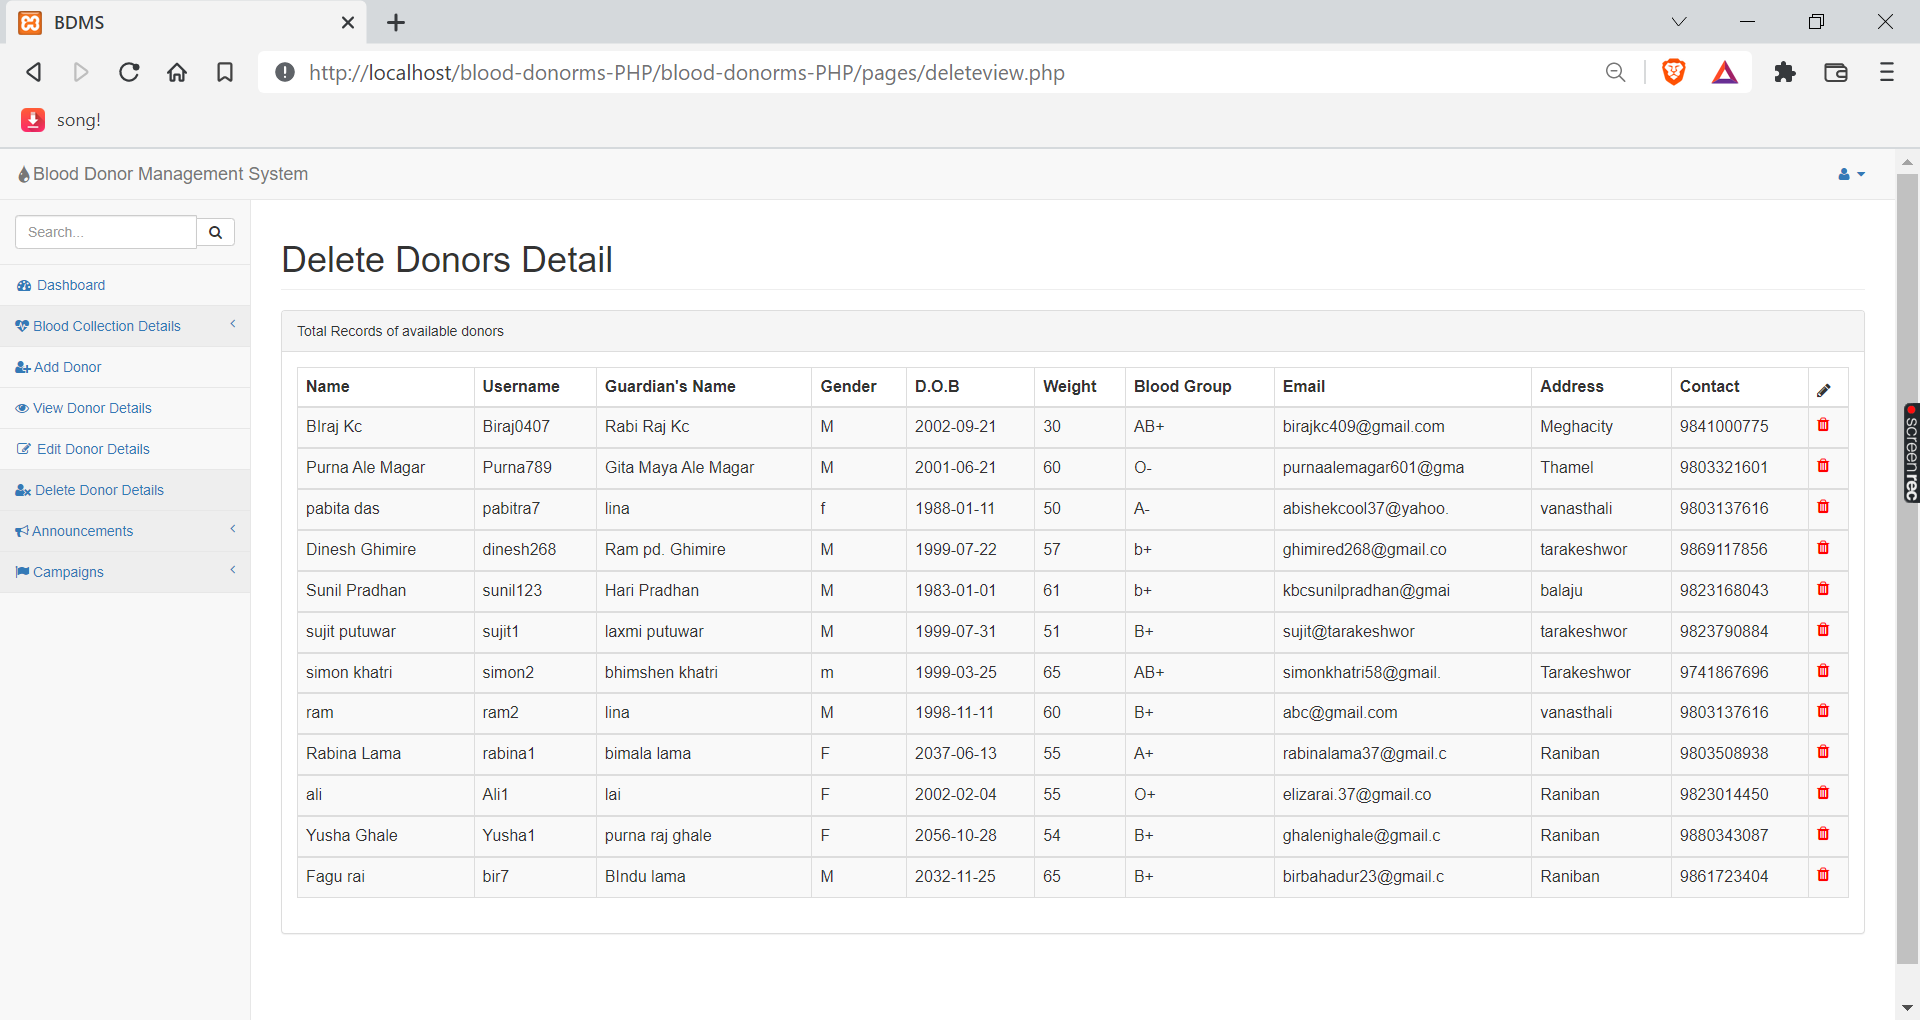 BDMS
http://localhost/blood-donorms-PHP/blood-donorms-PHP/pages/deleteview.php
song!
Blood Donor Management System
Search...
Dashboard
Blood Collection Details
Add Donor
View Donor Details
Edit Donor Details
Delete Donor Details
Announcements
Campaigns
Delete Donors Detail
Total Records of available donors
Name Username Guardian's Name Gender D.O.B Weight Blood Group Email Address Contact
BIraj Kc Biraj0407 Rabi Raj Kc M 2002-09-21 30 AB+ birajkc409@gmail.com Meghacity 9841000775
Purna Ale Magar Purna789 Gita Maya Ale Magar M 2001-06-21 60 O- purnaalemagar601@gma Thamel 9803321601
pabita das pabitra7 lina f 1988-01-11 50 A- abishekcool37@yahoo. vanasthali 9803137616
Dinesh Ghimire dinesh268 Ram pd. Ghimire M 1999-07-22 57 b+ ghimired268@gmail.co tarakeshwor 9869117856
Sunil Pradhan sunil123 Hari Pradhan M 1983-01-01 61 b+ kbcsunilpradhan@gmai balaju 9823168043
sujit putuwar sujit1 laxmi putuwar M 1999-07-31 51 B+ sujit@tarakeshwor tarakeshwor 9823790884
simon khatri simon2 bhimshen khatri m 1999-03-25 65 AB+ simonkhatri58@gmail. Tarakeshwor 9741867696
ram ram2 lina M 1998-11-11 60 B+ abc@gmail.com vanasthali 9803137616
Rabina Lama rabina1 bimala lama F 2037-06-13 55 A+ rabinalama37@gmail.c Raniban 9803508938
ali Ali1 lai F 2002-02-04 55 O+ elizarai.37@gmail.co Raniban 9823014450
Yusha Ghale Yusha1 purna raj ghale F 2056-10-28 54 B+ ghalenighale@gmail.c Raniban 9880343087
Fagu rai bir7 BIndu lama M 2032-11-25 65 B+ birbahadur23@gmail.c Raniban 9861723404
screenrec